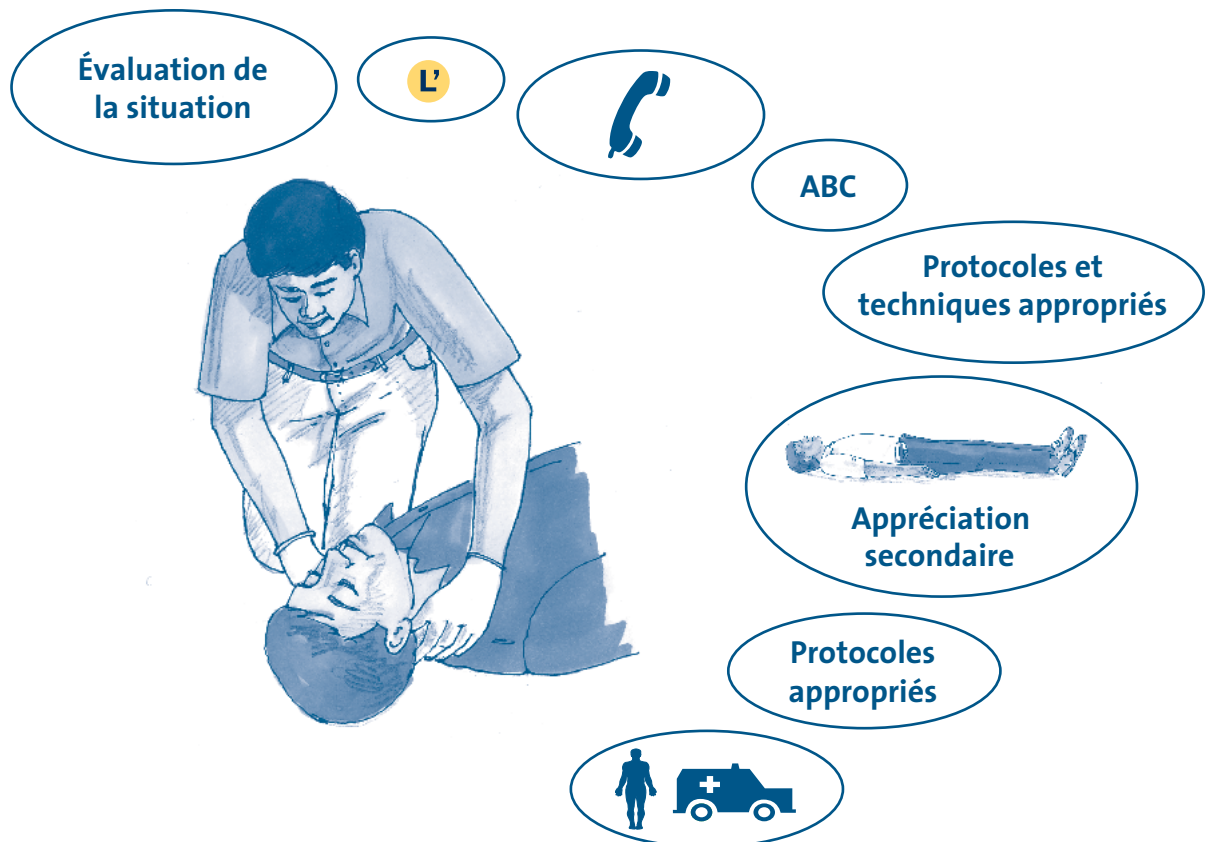 Évaluation de
la situation
L'
ABC
Protocoles et
techniques appropriés
Appréciation
secondaire
Protocoles
appropriés